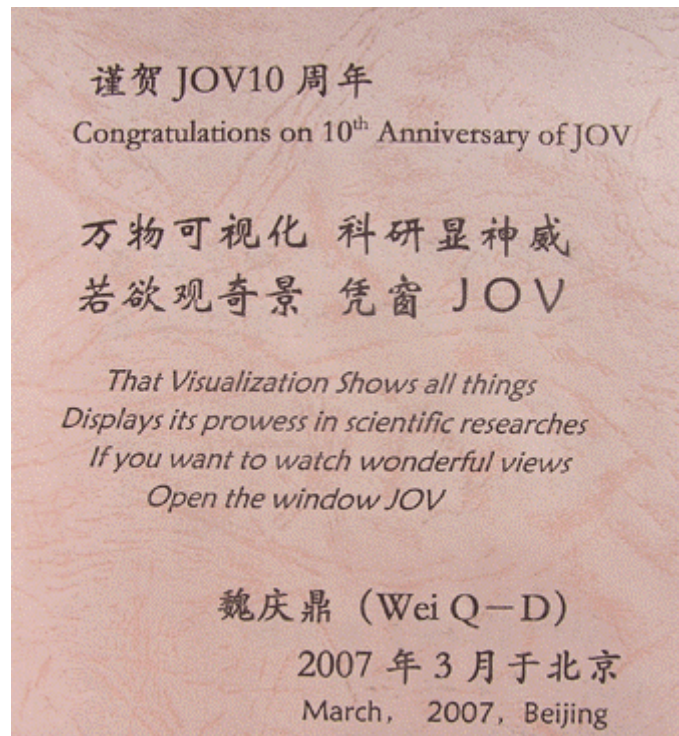 谨贺 JOV10 周年
Congratulations on 10th Anniversary of JOV
万物可视化 科研显神威
若欲观奇景 凭窗 JOV
That Visualization Shows all things
Displays its prowess in scientific researches
If you want to watch wonderful views
Open the window JOV
魏庆鼎（Wei Q－D）
2007 年 3 月于北京
March, 2007, Beijing